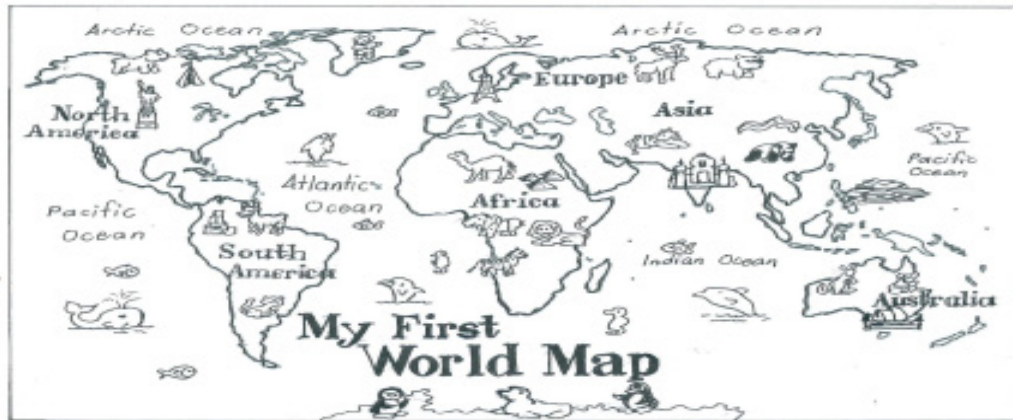 Arctic Ocean
Arctic Ocean
Europe
North
America
Asia
Pacific
Ocean
Atlantic
Ocean
Africa
Pacific
Ocean
South
America
Indian Ocean
Australia
My First
World Map